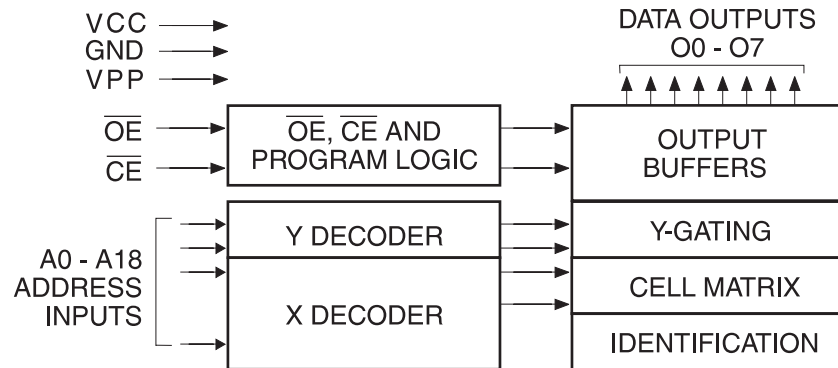 VCC
GND
VPP
DATA OUTPUTS
O0 - O7
OE
CE
OE, CE AND
PROGRAM LOGIC
OUTPUT
BUFFERS
A0 - A18
ADDRESS
INPUTS
Y DECODER
X DECODER
Y-GATING
CELL MATRIX
IDENTIFICATION